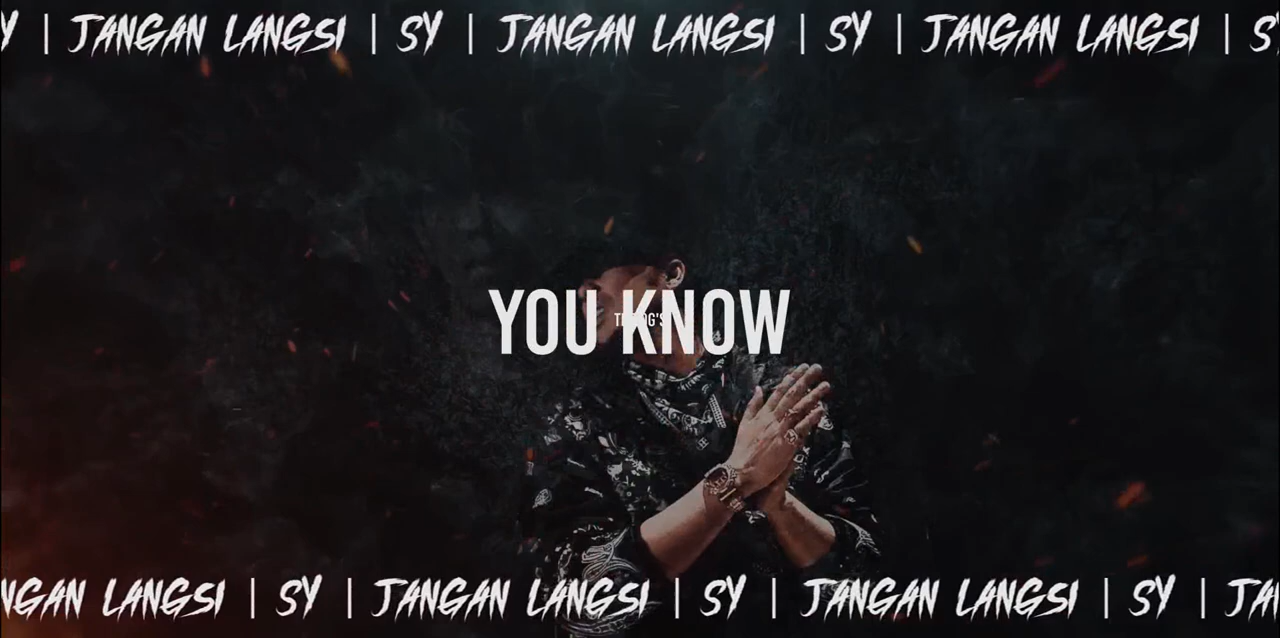 Y | JANGAN LANGSI | SY | JANGAN LANGSI | SY | JANGAN LANGSI | S
YOU KNOW
NGAN LANGSI | SY | JANGAN LANGSI | SY | JANGAN LANGSI | SY | JAN